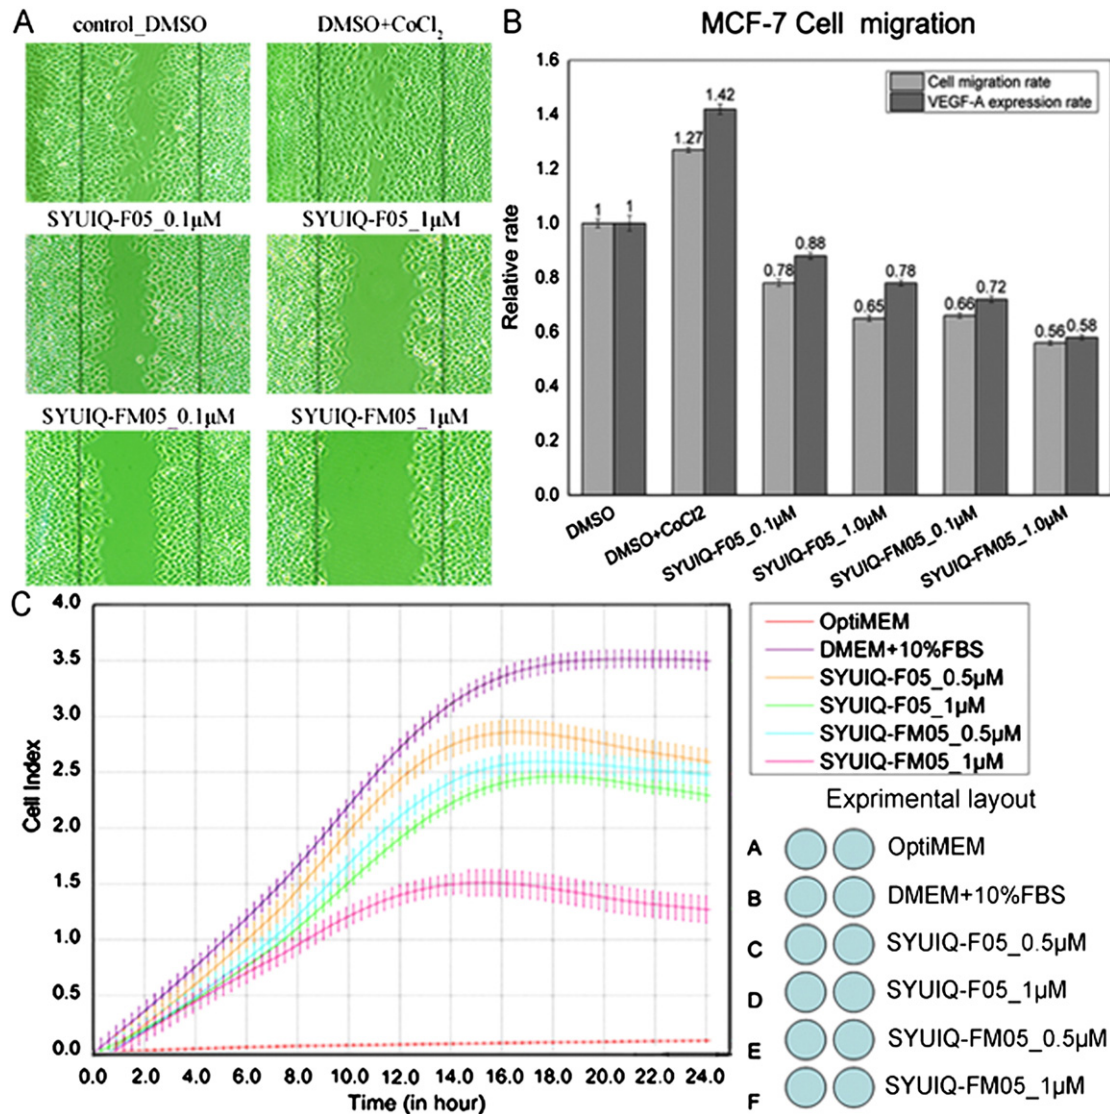 A
control_DMSO
DMSO+CoCl₂
SYUIQ-F05_0.1μM
SYUIQ-F05_1μM
SYUIQ-FM05_0.1μM
SYUIQ-FM05_1μM
B
MCF-7 Cell migration
Cell migration rate
VEGF-A expression rate
Relative rate
1.6
1.4
1.2
1.0
0.8
0.6
0.4
0.2
0.0
1 1
1.27 1.42
0.78 0.88
0.65 0.78
0.66 0.72
0.56 0.58
DMSO
DMSO+CoCl2
SYUIQ-F05_0.1μM
SYUIQ-F05_1.0μM
SYUIQ-FM05_0.1μM
SYUIQ-FM05_1.0μM
C
Cell Index
4.0
3.5
3.0
2.5
2.0
1.5
1.0
0.5
0.0
0.0 2.0 4.0 6.0 8.0 10.0 12.0 14.0 16.0 18.0 20.0 22.0 24.0
Time (in hour)
OptiMEM
DMEM+10%FBS
SYUIQ-F05_0.5μM
SYUIQ-F05_1μM
SYUIQ-FM05_0.5μM
SYUIQ-FM05_1μM
Exprimental layout
A OptiMEM
B DMEM+10%FBS
C SYUIQ-F05_0.5μM
D SYUIQ-F05_1μM
E SYUIQ-FM05_0.5μM
F SYUIQ-FM05_1μM